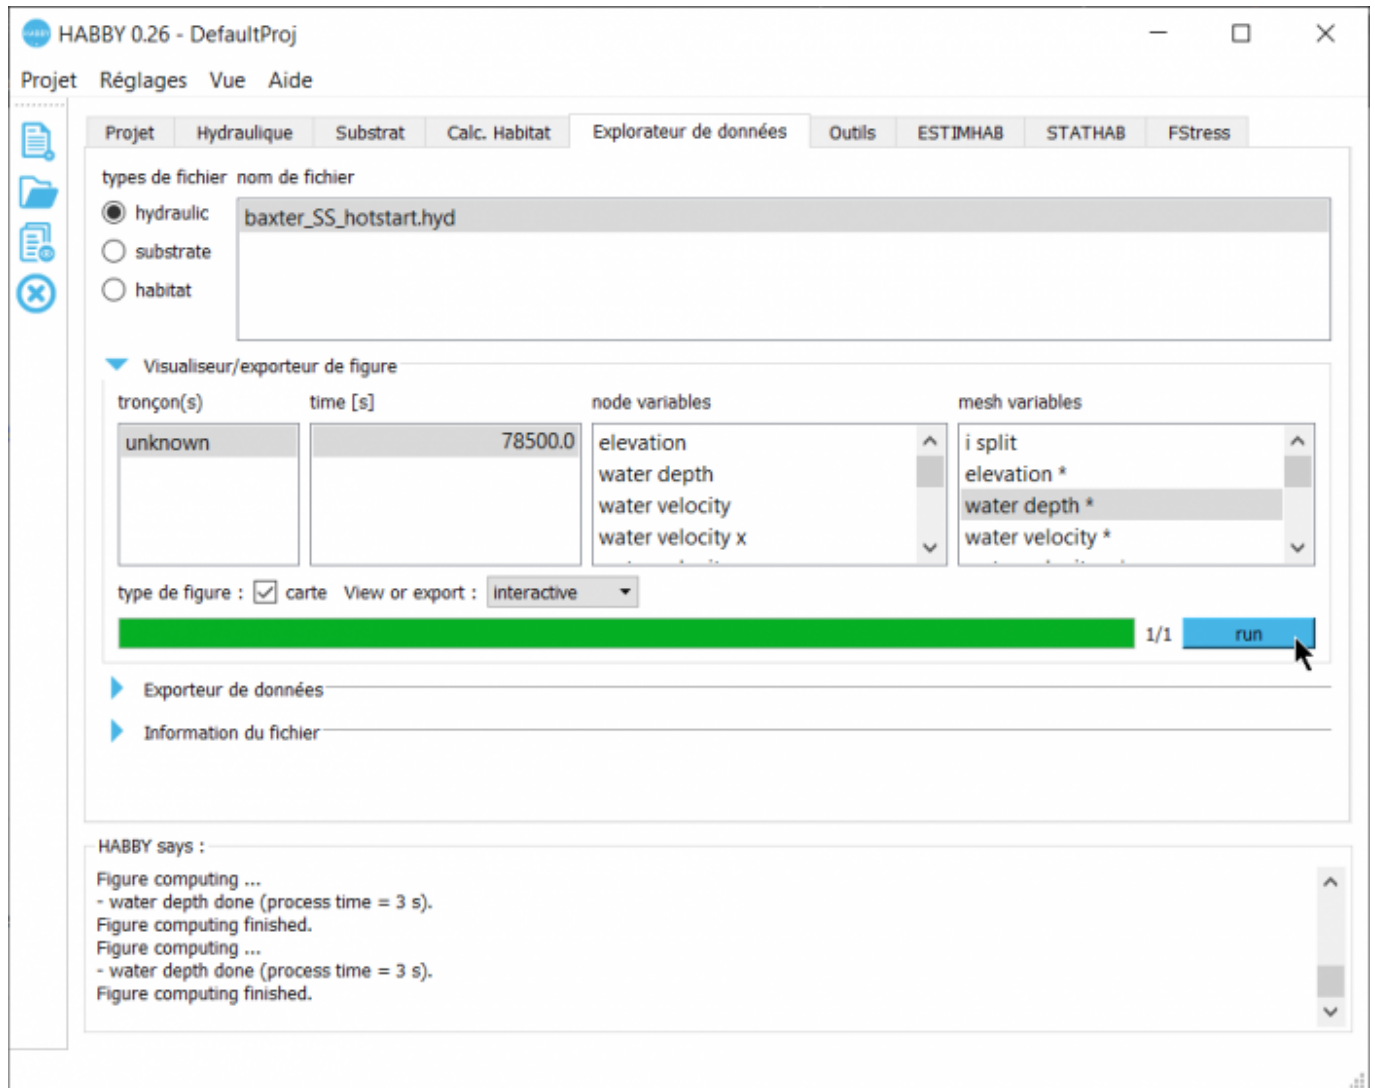 HABBY 0.26 - DefaultProj
Projet Réglages Vue Aide
Projet Hydraulique Substrat Calc. Habitat Explorateur de données Outils ESTIMHAB STATHAB FStress
types de fichier nom de fichier
hydraulic baxter_SS_hotstart.hyd
substrate
habitat
Visualiseur/exporteur de figure
tronçon(s) time [s] node variables mesh variables
unknown 78500.0 elevation i split
water depth elevation *
water velocity water depth *
water velocity x water velocity *
type de figure : carte View or export : interactive
1/1 run
Exporteur de données
Information du fichier
HABBY says :
Figure computing ...
- water depth done (process time = 3 s).
Figure computing finished.
Figure computing ...
- water depth done (process time = 3 s).
Figure computing finished.